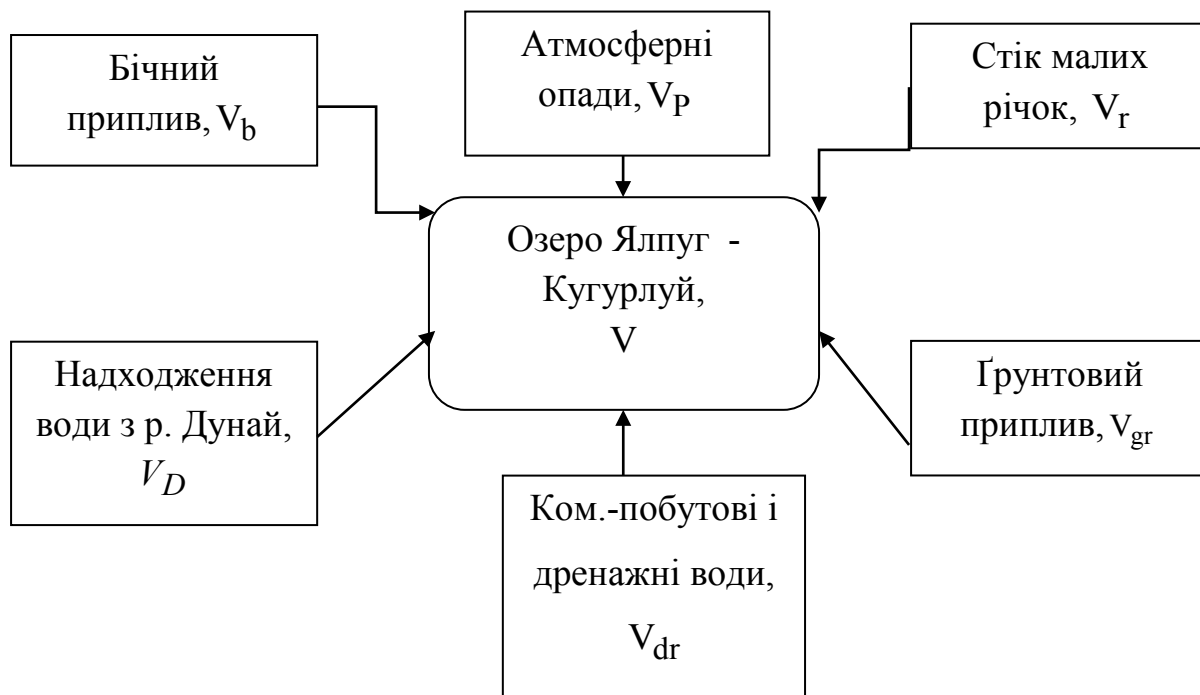 Бічний
приплив, V_b
Атмосферні
опади, V_P
Стік малих
річок, V_r
Озеро Ялпуг -
Кугурлуй,
V
Надходження
води з р. Дунай,
V_D
Ґрунтовий
приплив, V_gr
Ком.-побутові і
дренажні води,
V_dr